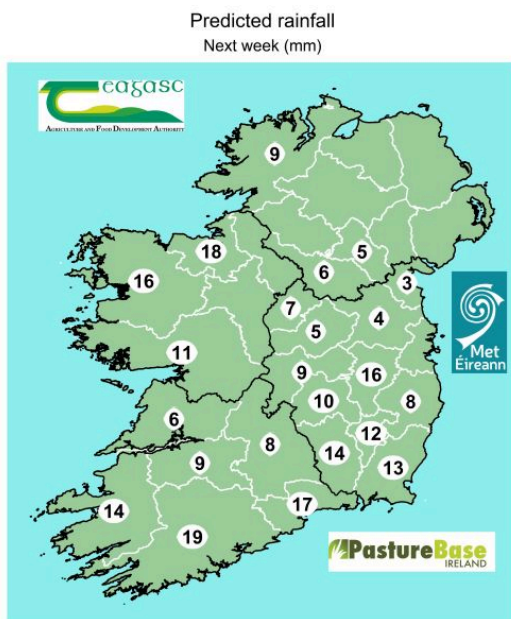 Predicted rainfall
Next week (mm)
Teagasc
AGRICULTURE AND FOOD DEVELOPMENT AUTHORITY
9
18
5
6
16
3
7
4
5
11
9
16
10
8
6
12
8
14
9
13
17
14
19
Met
Éireann
PastureBase
IRELAND